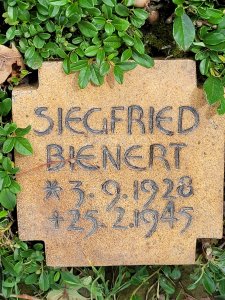 SIEGFRIED
BIENERT
* 3. 9. 1928
+ 25. 2. 1945